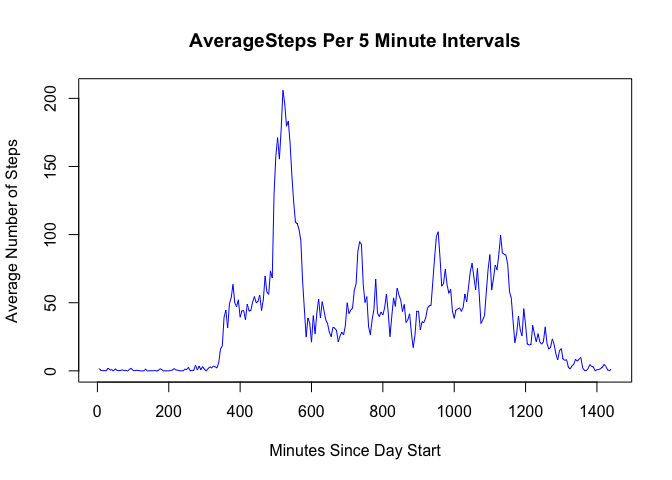 AverageSteps Per 5 Minute Intervals
Average Number of Steps
200
150
100
50
0
0 200 400 600 800 1000 1200 1400
Minutes Since Day Start